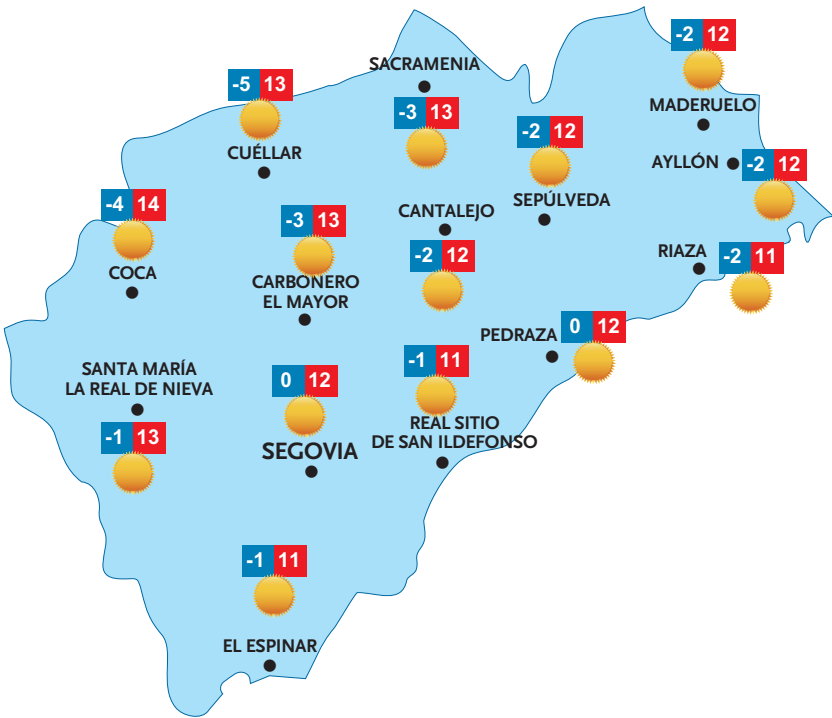 -2 12
MADERUELO
SACRAMENIA
-3 13
-5 13
CUÉLLAR
-2 12
SEPÚLVEDA
AYLLÓN
-2 12
-4 14
COCA
-3 13
CARBONERO
EL MAYOR
CANTALEJO
-2 12
RIAZA
-2 11
PEDRAZA
0 12
SANTA MARÍA
LA REAL DE NIEVA
-1 13
0 12
SEGOVIA
-1 11
REAL SITIO
DE SAN ILDEFONSO
-1 11
EL ESPINAR